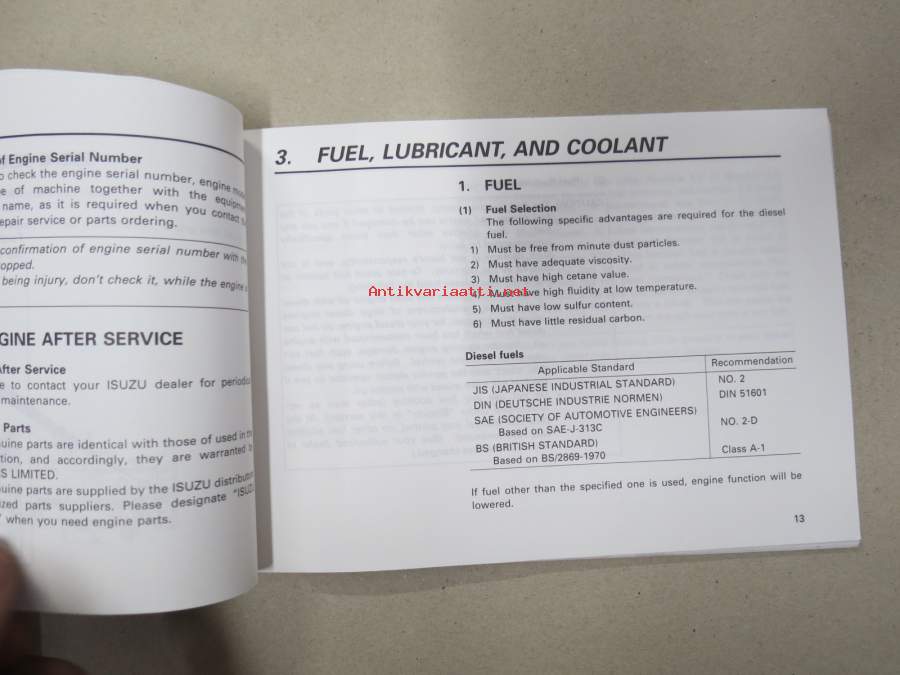 of Engine Serial Number
o check the engine serial number, engine
e of machine together with the
name, as it is required when you contact
epair service or parts ordering.
confirmation of engine serial number with
opped.
being injury, don't check it, while the engine
GINE AFTER SERVICE
After Service
e to contact your ISUZU dealer for
maintenance.
Parts
uine parts are identical with those of used in
tion, and accordingly, they are warranted
S LIMITED.
nuine parts are supplied by the ISUZU
ized parts suppliers. Please designate
when you need engine parts.
3. FUEL, LUBRICANT, AND COOLANT
1. FUEL
(1) Fuel Selection
The following specific advantages are required for the diesel
fuel.
1) Must be free from minute dust particles.
2) Must have adequate viscosity.
3) Must have high cetane value.
Antikvariaatti.net
4) Must have high fluidity at low temperature.
5) Must have low sulfur content.
6) Must have little residual carbon.
Diesel fuels
Applicable Standard Recommendation
JIS (JAPANESE INDUSTRIAL STANDARD) NO. 2
DIN (DEUTSCHE INDUSTRIE NORMEN) DIN 51601
SAE (SOCIETY OF AUTOMOTIVE ENGINEERS)
Based on SAE-J-313C NO. 2-D
BS (BRITISH STANDARD)
Based on BS/2869-1970 Class A-1
If fuel other than the specified one is used, engine function will be
lowered.
13